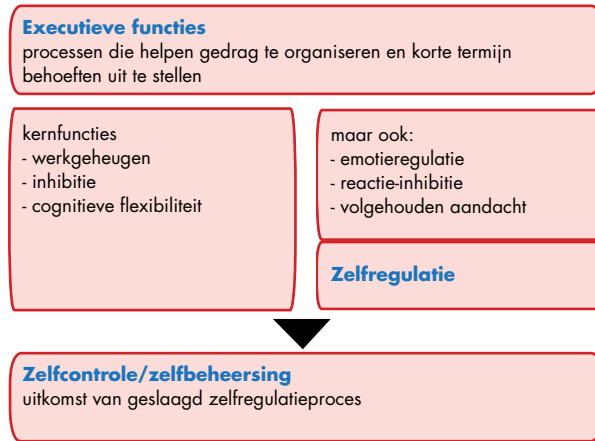 Executieve functies
processen die helpen gedrag te organiseren en korte termijn
behoeften uit te stellen
kernfuncties
- werkgeheugen
- inhibitie
- cognitieve flexibiliteit
maar ook:
- emotieregulatie
- reactie-inhibitie
- volgehouden aandacht
Zelfregulatie
Zelfcontrole/zelfbeheersing
uitkomst van geslaagd zelfregulatieproces